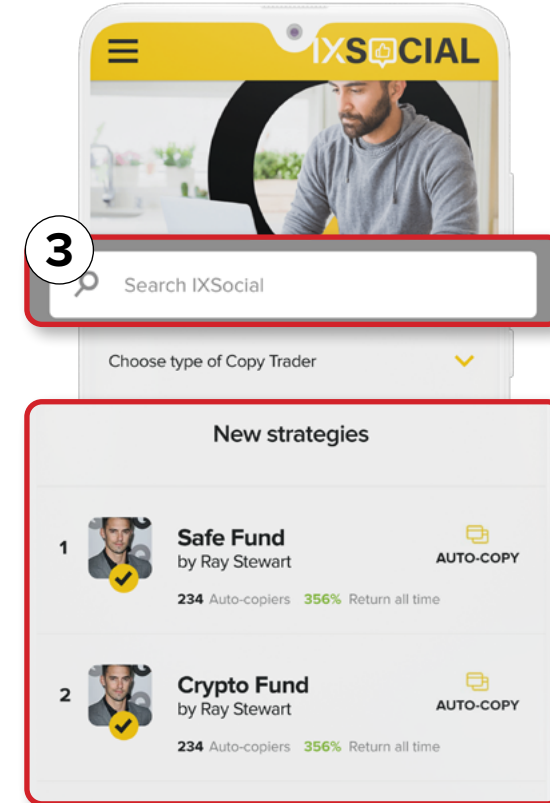 IXSOCIAL
3
Search IXSocial
Choose type of Copy Trader
New strategies
1
Safe Fund
by Ray Stewart
AUTO-COPY
234 Auto-copiers 356% Return all time
2
Crypto Fund
by Ray Stewart
AUTO-COPY
234 Auto-copiers 356% Return all time